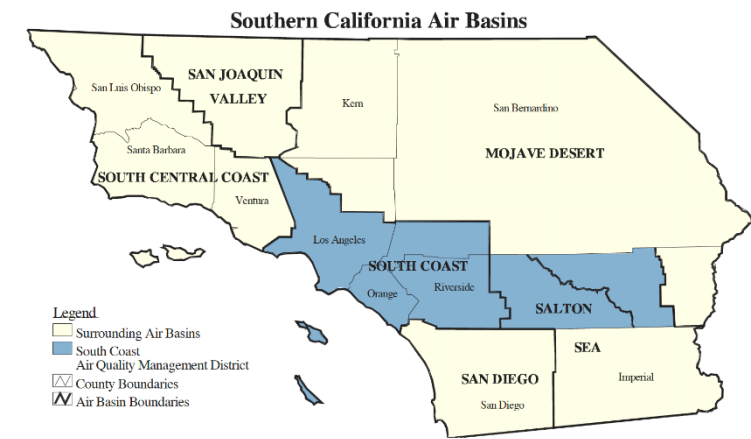 Southern California Air Basins
SAN JOAQUIN
VALLEY
San Luis Obispo
Kern
San Bernardino
Santa Barbara
MOJAVE DESERT
SOUTH CENTRAL COAST
Ventura
Los Angeles
SOUTH COAST
Orange
Riverside
SALTON
SEA
SAN DIEGO
San Diego
Imperial
Legend
Surrounding Air Basins
South Coast
Air Quality Management District
County Boundaries
Air Basin Boundaries